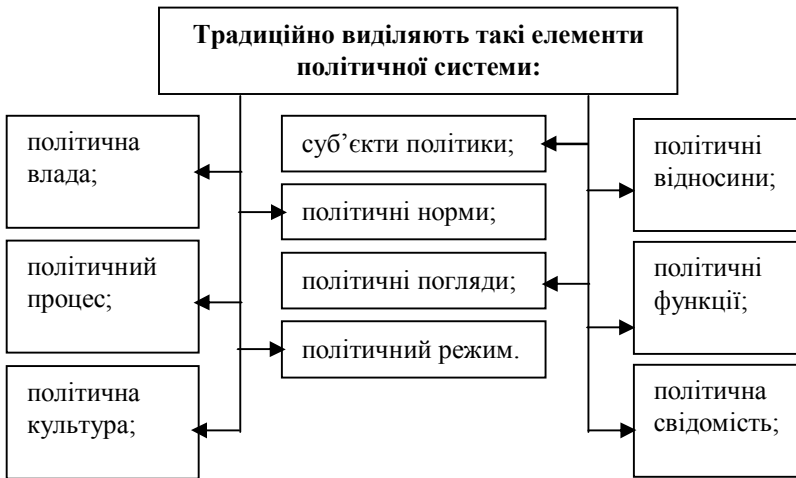 Традиційно виділяють такі елементи
політичної системи:
політична
влада;
політичний
процес;
політична
культура;
суб’єкти політики;
політичні норми;
політичні погляди;
політичний режим.
політичні
відносини;
політичні
функції;
політична
свідомість;